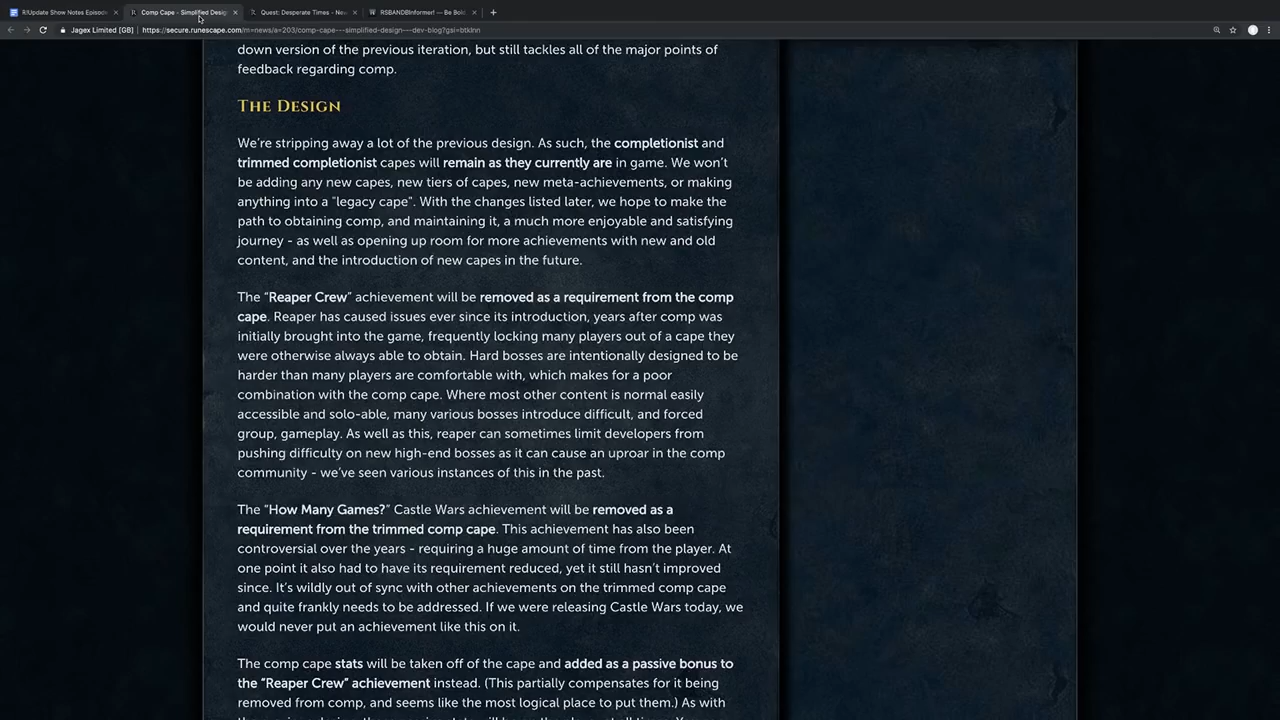 R!Update Show Notes Episode
Comp Cape - Simplified Desig
Quest: Desperate Times - New
RSBANDBInformer! — Be Bold
Jagex Limited [GB]
https://secure.runescape.com/m=news/a=203/comp-cape---simplified-design---dev-blog?gsi=btklnn
down version of the previous iteration, but still tackles all of the major points of
feedback regarding comp.
The Design
We're stripping away a lot of the previous design. As such, the completionist and
trimmed completionist capes will remain as they currently are in game. We won't
be adding any new capes, new tiers of capes, new meta-achievements, or making
anything into a "legacy cape". With the changes listed later, we hope to make the
path to obtaining comp, and maintaining it, a much more enjoyable and satisfying
journey - as well as opening up room for more achievements with new and old
content, and the introduction of new capes in the future.
The "Reaper Crew" achievement will be removed as a requirement from the comp
cape. Reaper has caused issues ever since its introduction, years after comp was
initially brought into the game, frequently locking many players out of a cape they
were otherwise always able to obtain. Hard bosses are intentionally designed to be
harder than many players are comfortable with, which makes for a poor
combination with the comp cape. Where most other content is normal easily
accessible and solo-able, many various bosses introduce difficult, and forced
group, gameplay. As well as this, reaper can sometimes limit developers from
pushing difficulty on new high-end bosses as it can cause an uproar in the comp
community - we've seen various instances of this in the past.
The "How Many Games?" Castle Wars achievement will be removed as a
requirement from the trimmed comp cape. This achievement has also been
controversial over the years - requiring a huge amount of time from the player. At
one point it also had to have its requirement reduced, yet it still hasn't improved
since. It's wildly out of sync with other achievements on the trimmed comp cape
and quite frankly needs to be addressed. If we were releasing Castle Wars today, we
would never put an achievement like this on it.
The comp cape stats will be taken off of the cape and added as a passive bonus to
the "Reaper Crew" achievement instead. (This partially compensates for it being
removed from comp, and seems like the most logical place to put them.) As with